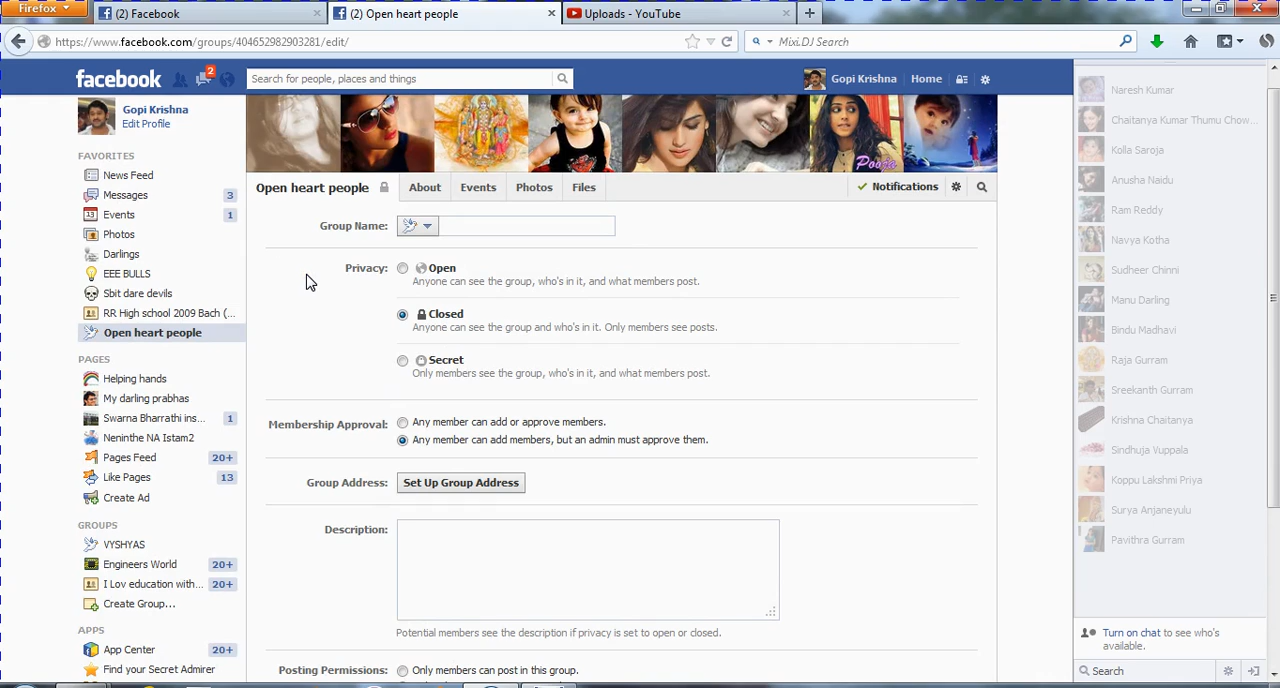 Firefox
(2) Facebook
(2) Open heart people
Uploads - YouTube
https://www.facebook.com/groups/404652982903281/edit/
Mixi.DJ Search
facebook
2
Search for people, places and things
Gopi Krishna
Home
Gopi Krishna
Edit Profile
FAVORITES
News Feed
Messages 3
Events 1
Photos
Darlings
EEE BULLS
Sbit dare devils
RR High school 2009 Bach (...
Open heart people
PAGES
Helping hands
My darling prabhas
Swarna Bharrathi ins... 1
Neninthe NA Istam2
Pages Feed 20+
Like Pages 13
Create Ad
GROUPS
VYSHYAS
Engineers World 20+
I Lov education with... 20+
Create Group...
APPS
App Center 20+
Find your Secret Admirer
Pooja
Open heart people
About
Events
Photos
Files
Notifications
Group Name:
Privacy:
Open
Anyone can see the group, who's in it, and what members post.
Closed
Anyone can see the group and who's in it. Only members see posts.
Secret
Only members see the group, who's in it, and what members post.
Membership Approval:
Any member can add or approve members.
Any member can add members, but an admin must approve them.
Group Address:
Set Up Group Address
Description:
Potential members see the description if privacy is set to open or closed.
Posting Permissions:
Only members can post in this group.
Naresh Kumar
Chaitanya Kumar Thumu Chow...
Kolla Saroja
Anusha Naidu
Ram Reddy
Navya Kotha
Sudheer Chinni
Manu Darling
Bindu Madhavi
Raja Gurram
Sreekanth Gurram
Krishna Chaitanya
Sindhuja Vuppala
Koppu Lakshmi Priya
Surya Anjaneyulu
Pavithra Gurram
Turn on chat to see who's
available.
Search